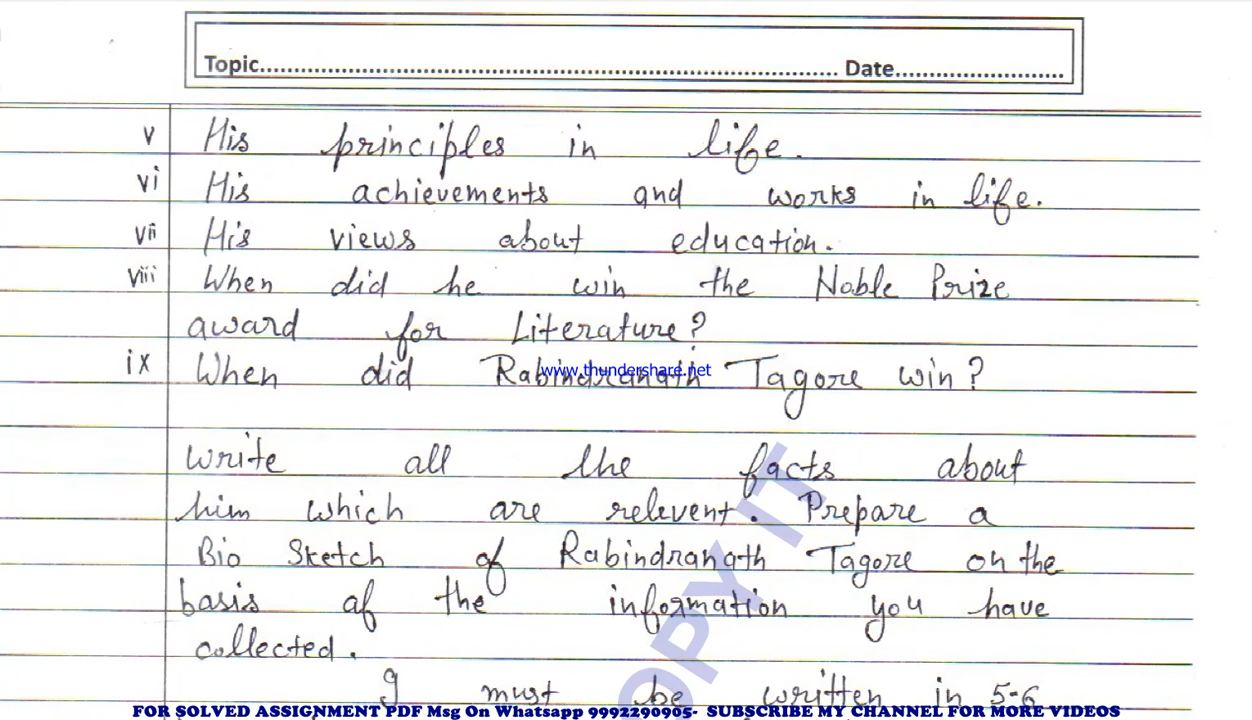 Topic.................................................................................... Date.........................
v His principles in life.
vi His achievements and works in life.
vii His views about education.
viii When did he win the Noble Prize
award for Literature?
ix When did Rabindranath Tagore win?
www.thundershare.net
write all the facts about
him which are relevent. Prepare a
Bio Sketch of Rabindranath Tagore on the
basis of the information you have
collected.
I must be written in 5-6
OPY IT
FOR SOLVED ASSIGNMENT PDF Msg On Whatsapp 9992290905- SUBSCRIBE MY CHANNEL FOR MORE VIDEOS